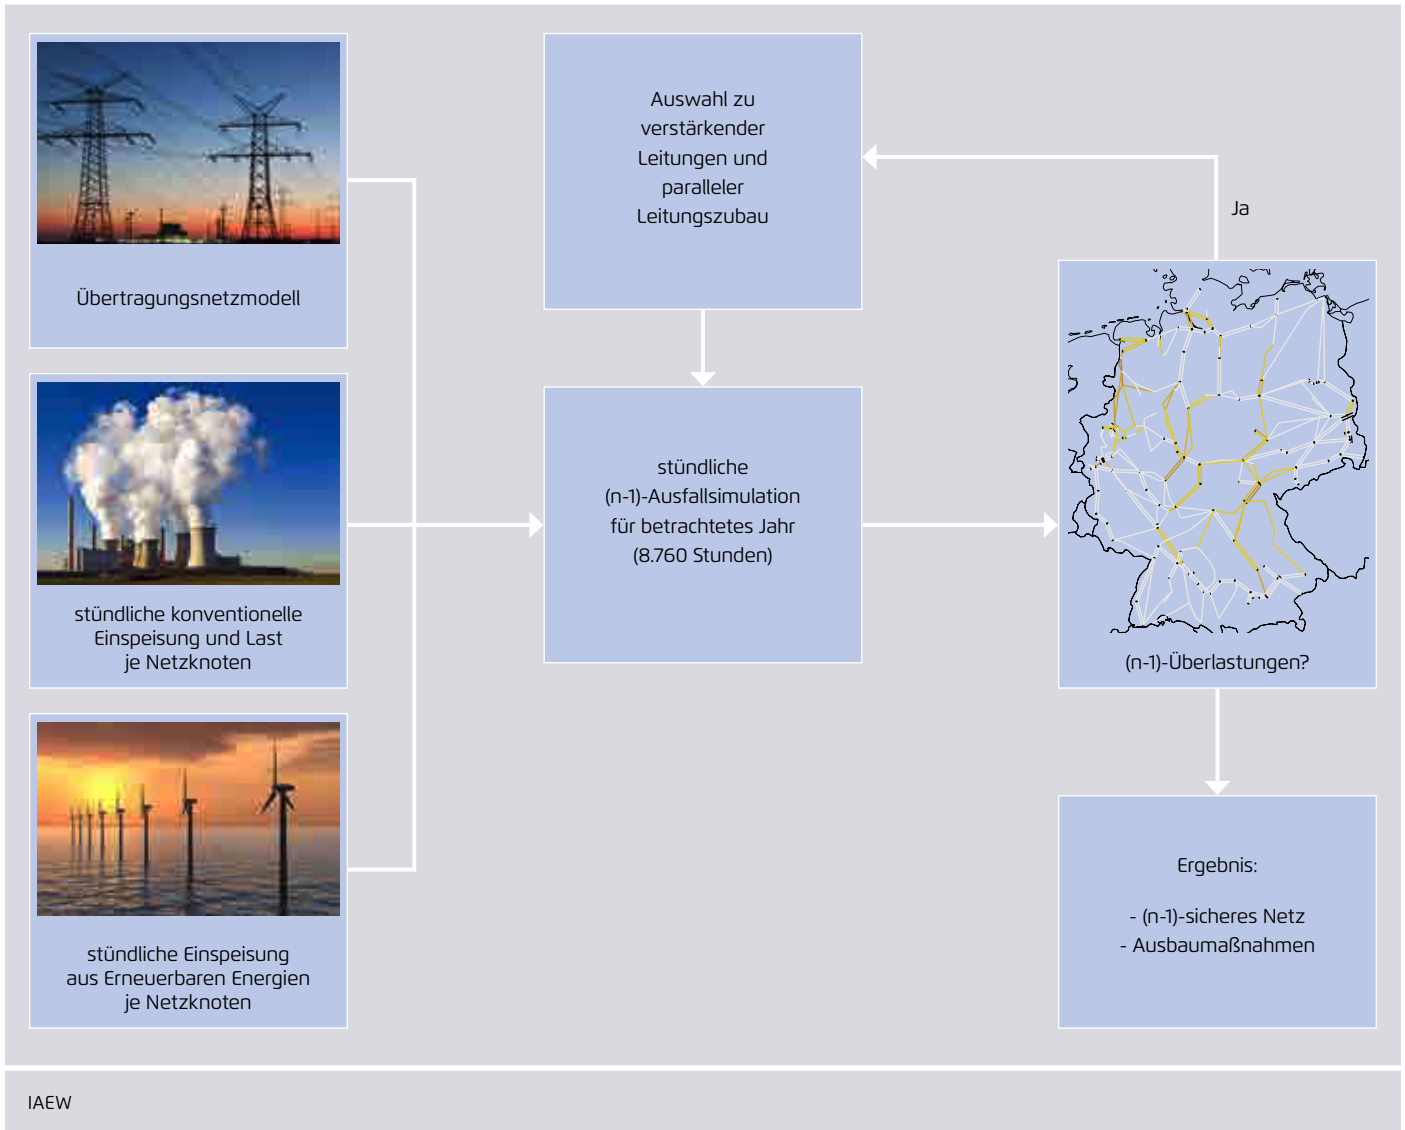 Übertragungsnetzmodell
stündliche konventionelle
Einspeisung und Last
je Netzknoten
stündliche Einspeisung
aus Erneuerbaren Energien
je Netzknoten
Auswahl zu
verstärkender
Leitungen und
paralleler
Leitungszubau
stündliche
(n-1)-Ausfallsimulation
für betrachtetes Jahr
(8.760 Stunden)
Ja
(n-1)-Überlastungen?
Ergebnis:
- (n-1)-sicheres Netz
- Ausbaumaßnahmen
IAEW